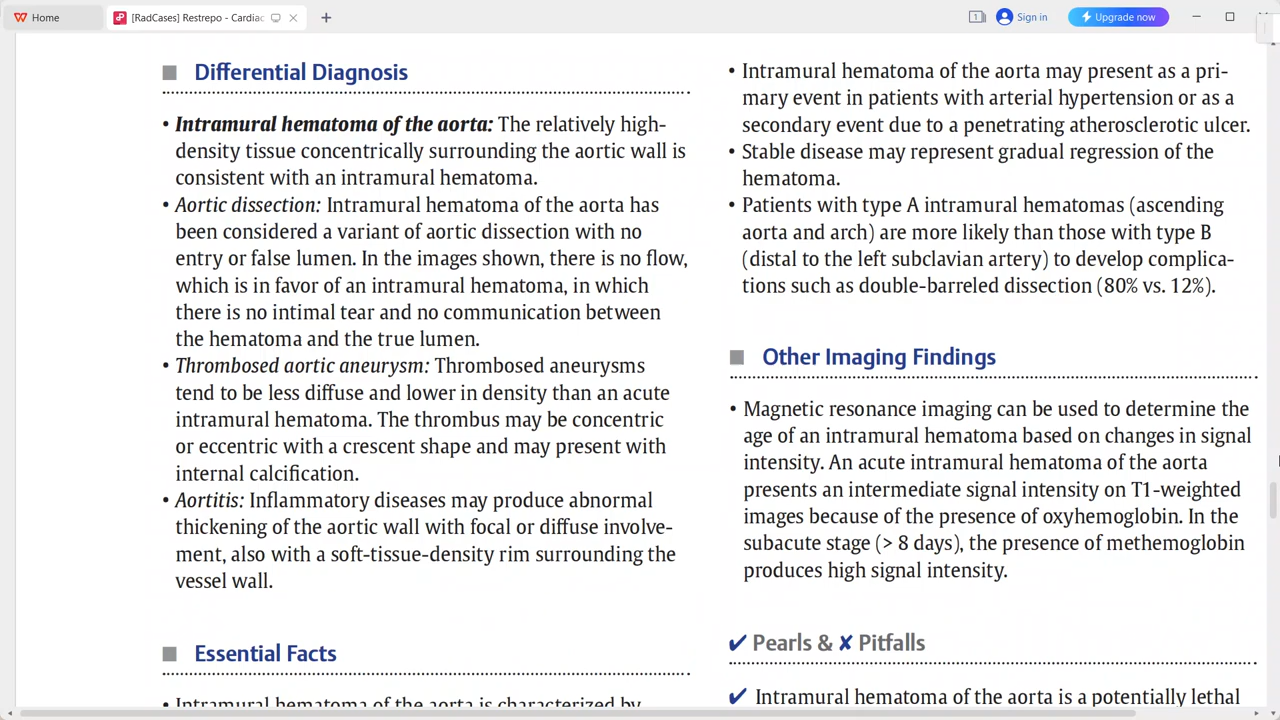 Home
[RadCases] Restrepo - Cardiac
1
Sign in
Upgrade now
Differential Diagnosis
• Intramural hematoma of the aorta: The relatively high-
density tissue concentrically surrounding the aortic wall is
consistent with an intramural hematoma.
• Aortic dissection: Intramural hematoma of the aorta has
been considered a variant of aortic dissection with no
entry or false lumen. In the images shown, there is no flow,
which is in favor of an intramural hematoma, in which
there is no intimal tear and no communication between
the hematoma and the true lumen.
• Thrombosed aortic aneurysm: Thrombosed aneurysms
tend to be less diffuse and lower in density than an acute
intramural hematoma. The thrombus may be concentric
or eccentric with a crescent shape and may present with
internal calcification.
• Aortitis: Inflammatory diseases may produce abnormal
thickening of the aortic wall with focal or diffuse involve-
ment, also with a soft-tissue-density rim surrounding the
vessel wall.
Essential Facts
• Intramural hematoma of the aorta is characterized by
• Intramural hematoma of the aorta may present as a pri-
mary event in patients with arterial hypertension or as a
secondary event due to a penetrating atherosclerotic ulcer.
• Stable disease may represent gradual regression of the
hematoma.
• Patients with type A intramural hematomas (ascending
aorta and arch) are more likely than those with type B
(distal to the left subclavian artery) to develop complica-
tions such as double-barreled dissection (80% vs. 12%).
Other Imaging Findings
• Magnetic resonance imaging can be used to determine the
age of an intramural hematoma based on changes in signal
intensity. An acute intramural hematoma of the aorta
presents an intermediate signal intensity on T1-weighted
images because of the presence of oxyhemoglobin. In the
subacute stage (> 8 days), the presence of methemoglobin
produces high signal intensity.
✔ Pearls & ✘ Pitfalls
✔ Intramural hematoma of the aorta is a potentially lethal